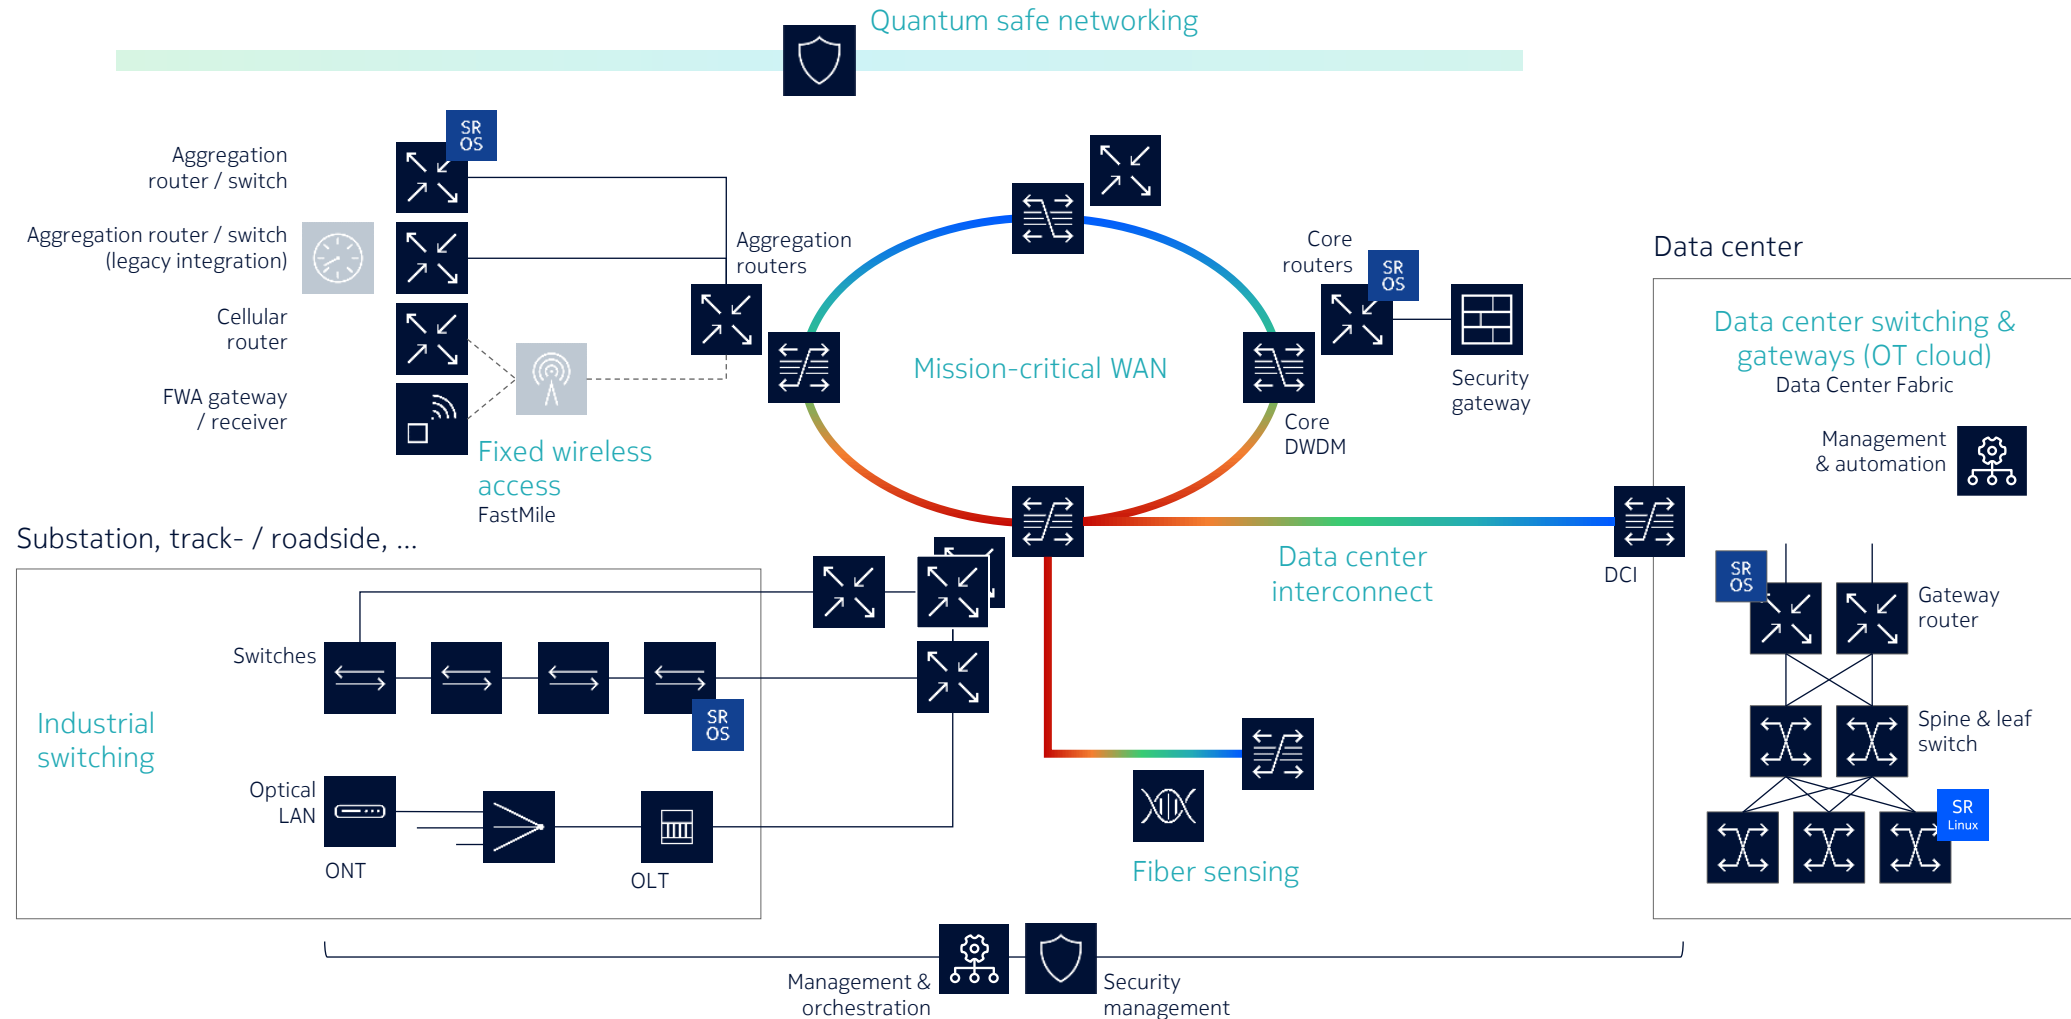 Quantum safe networking
SR
OS
Aggregation
router / switch
Aggregation router / switch
(legacy integration)
Cellular
router
FWA gateway
/ receiver
Fixed wireless
access
FastMile
Aggregation
routers
Mission-critical WAN
Core
routers
SR
OS
Security
gateway
Core
DWDM
Data center
Data center switching &
gateways (OT cloud)
Data Center Fabric
Management
& automation
Data center
interconnect
DCI
SR
OS
Gateway
router
Spine & leaf
switch
SR
Linux
Substation, track- / roadside, ...
Switches
SR
OS
Industrial
switching
Optical
LAN
ONT
OLT
Fiber sensing
Management &
orchestration
Security
management